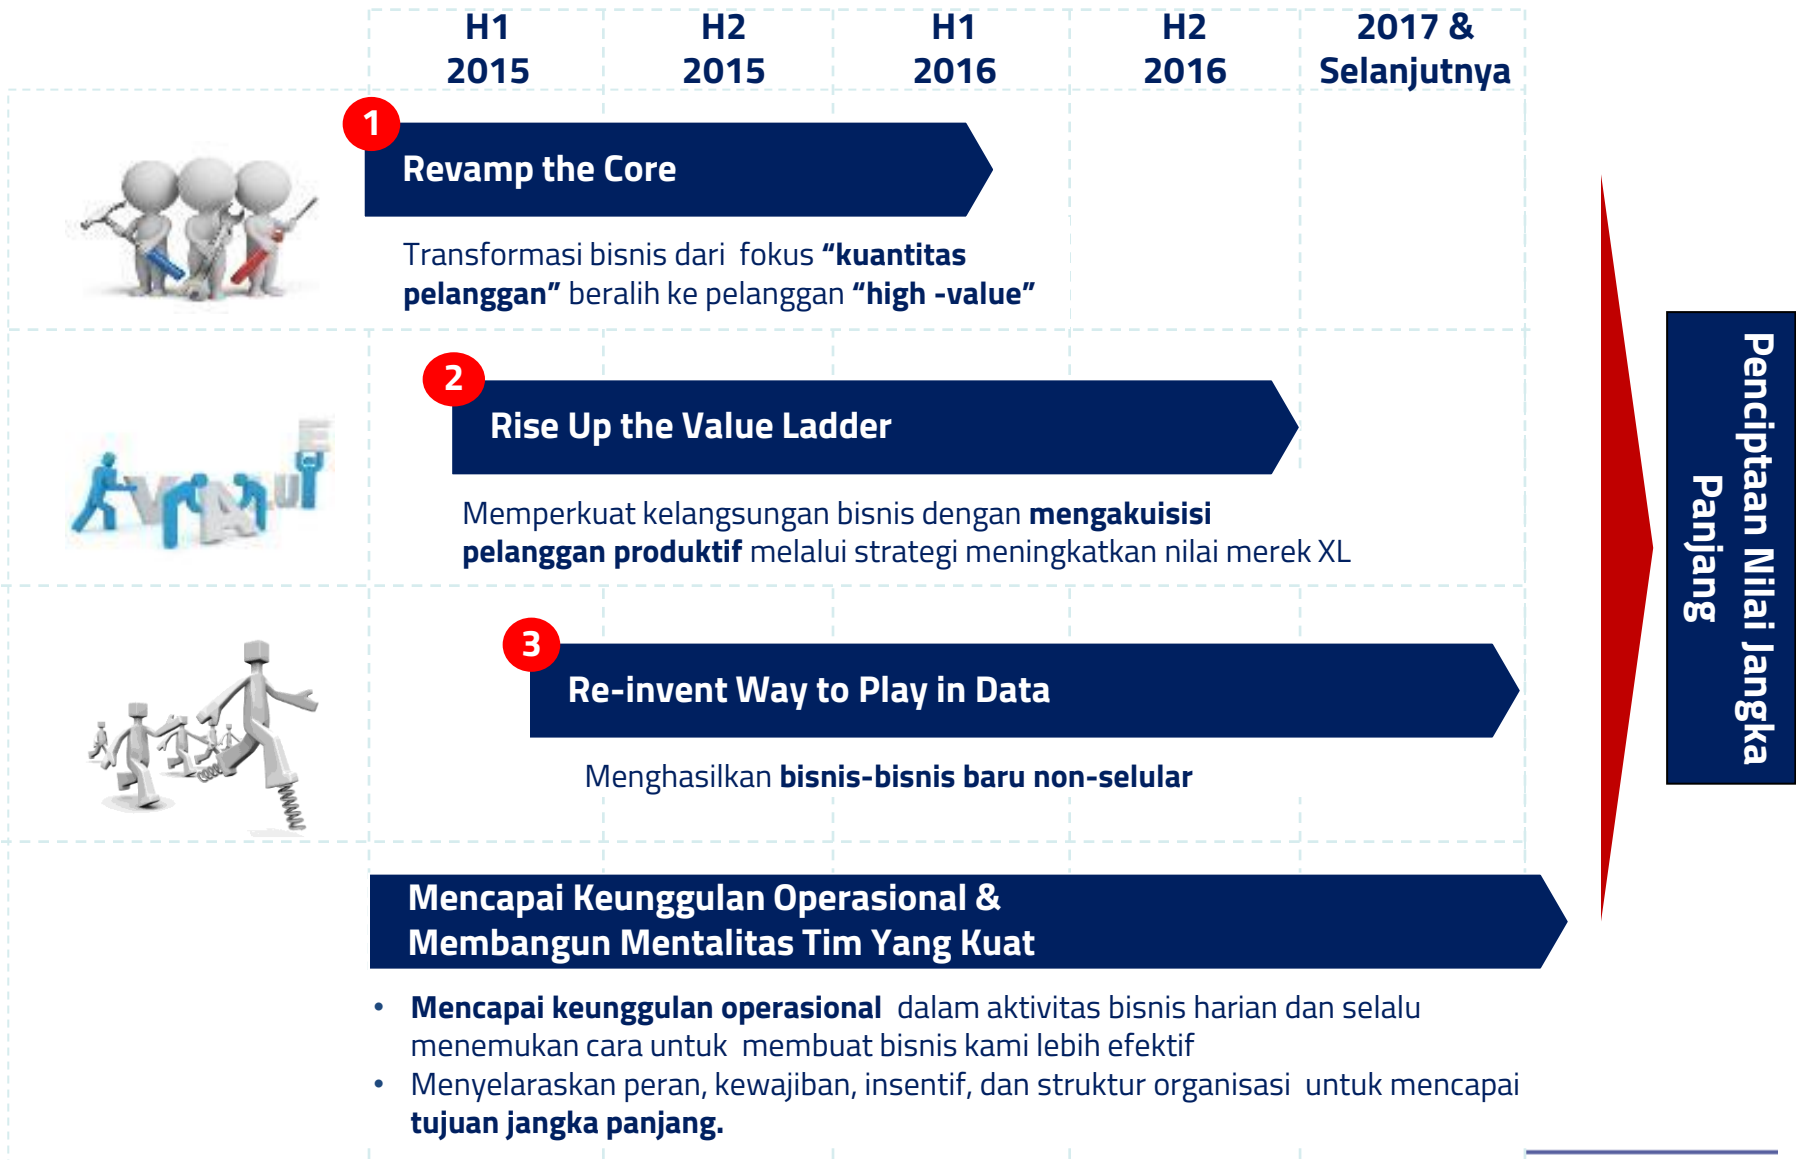 H1 H2 H1 H2 2017 &
2015 2015 2016 2016 Selanjutnya
1
Revamp the Core
Transformasi bisnis dari fokus “kuantitas
pelanggan” beralih ke pelanggan “high -value”
2
Rise Up the Value Ladder
VALUE
Memperkuat kelangsungan bisnis dengan mengakuisisi
pelanggan produktif melalui strategi meningkatkan nilai merek XL
3
Re-invent Way to Play in Data
Menghasilkan bisnis-bisnis baru non-selular
Mencapai Keunggulan Operasional &
Membangun Mentalitas Tim Yang Kuat
• Mencapai keunggulan operasional dalam aktivitas bisnis harian dan selalu
menemukan cara untuk membuat bisnis kami lebih efektif
• Menyelaraskan peran, kewajiban, insentif, dan struktur organisasi untuk mencapai
tujuan jangka panjang.
Penciptaan Nilai Jangka
Panjang